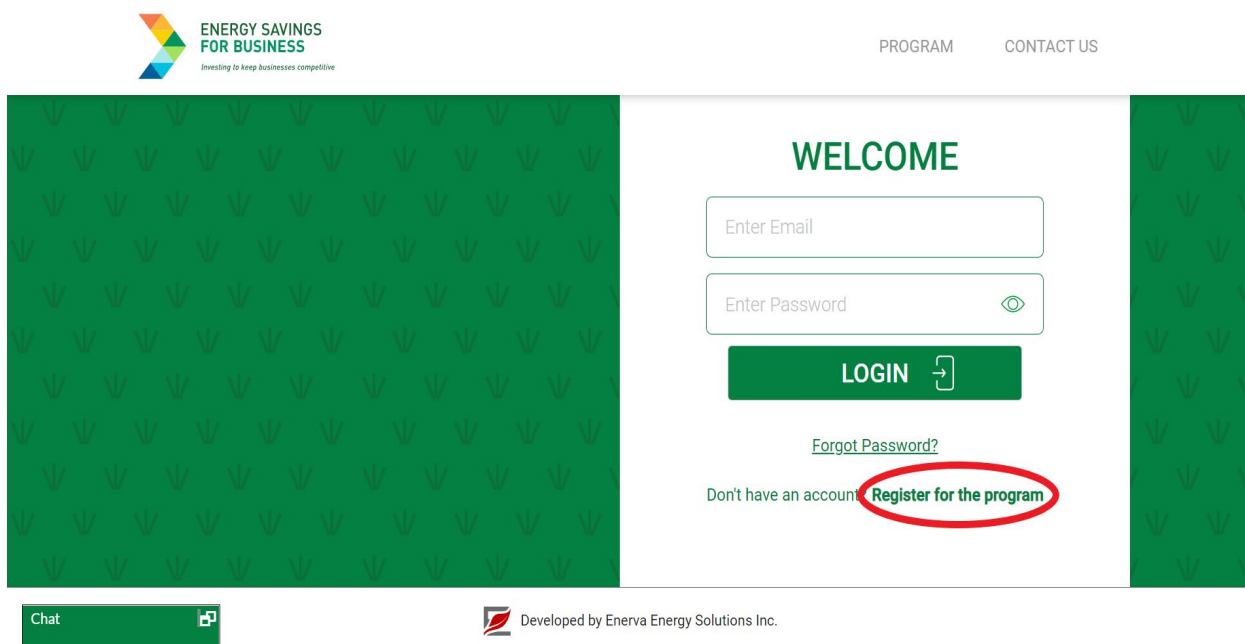 ENERGY SAVINGS
FOR BUSINESS
Investing to keep businesses competitive
PROGRAM
CONTACT US
WELCOME
Enter Email
Enter Password
LOGIN
Forgot Password?
Don't have an account Register for the program
Chat
Developed by Enerva Energy Solutions Inc.